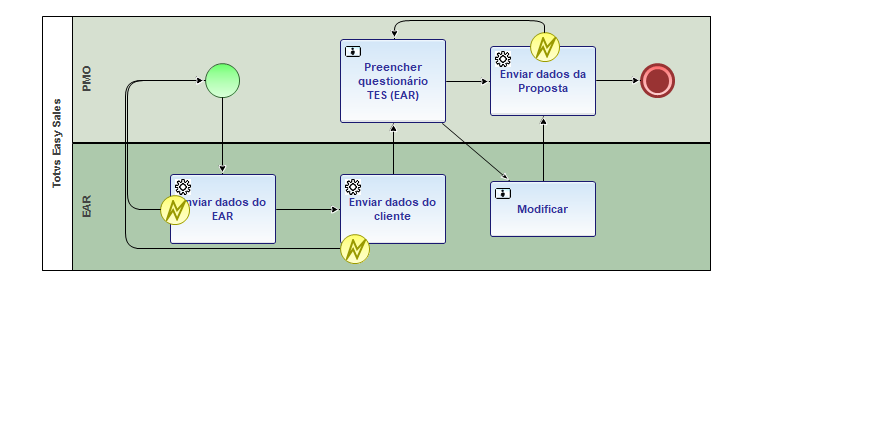 Totvs Easy Sales
PMO
Preencher
questionário
TES (EAR)
Enviar dados da
Proposta
EAR
nviar dados do
EAR
Enviar dados do
cliente
Modificar